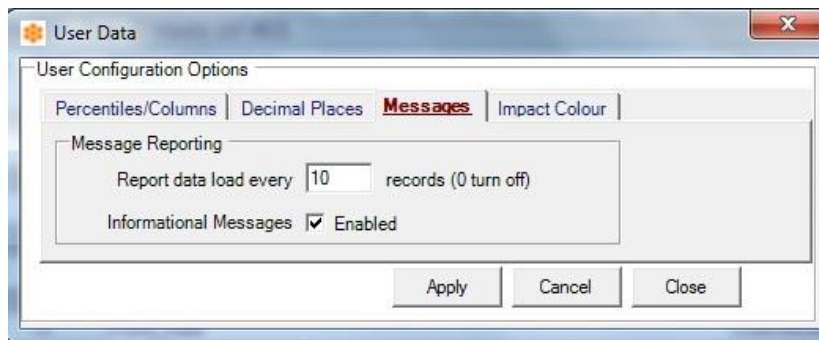 User Data
User Configuration Options
Percentiles/Columns Decimal Places Messages Impact Colour
Message Reporting
Report data load every 10 records (0 turn off)
Informational Messages Enabled
Apply Cancel Close